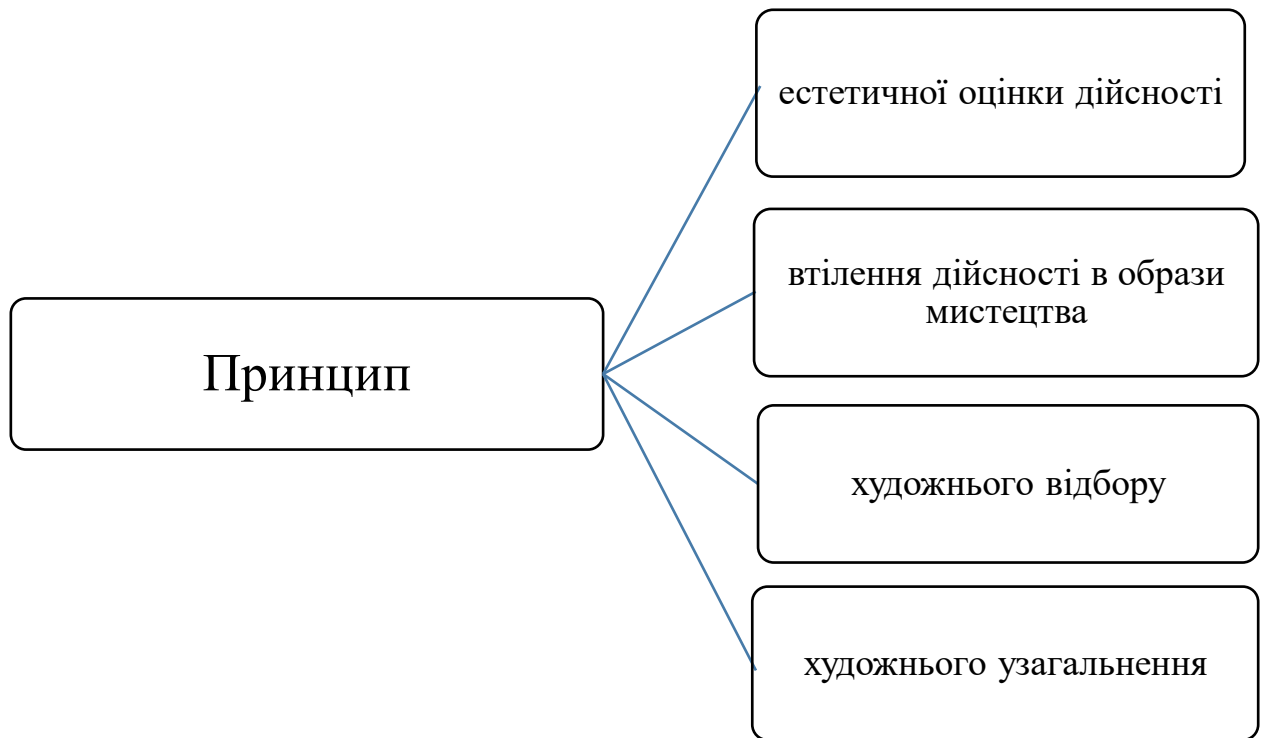 Принцип
естетичної оцінки дійсності
втілення дійсності в образи
мистецтва
художнього відбору
художнього узагальнення